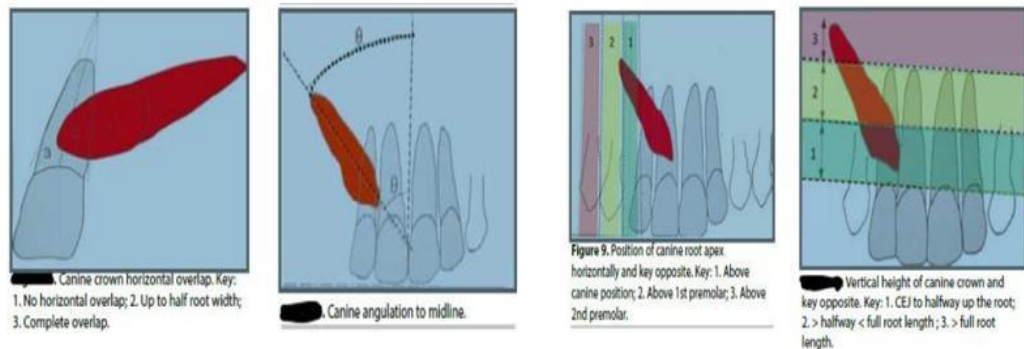 3
Canine crown horizontal overlap. Key:
1. No horizontal overlap; 2. Up to half root width;
3. Complete overlap.
θ
θ
. Canine angulation to midline.
3
2
1
Figure 9. Position of canine root apex
horizontally and key opposite. Key: 1. Above
canine position; 2. Above 1st premolar; 3. Above
2nd premolar.
3
2
1
Vertical height of canine crown and
key opposite. Key: 1. CEJ to halfway up the root;
2. > halfway < full root length ; 3. > full root
length.